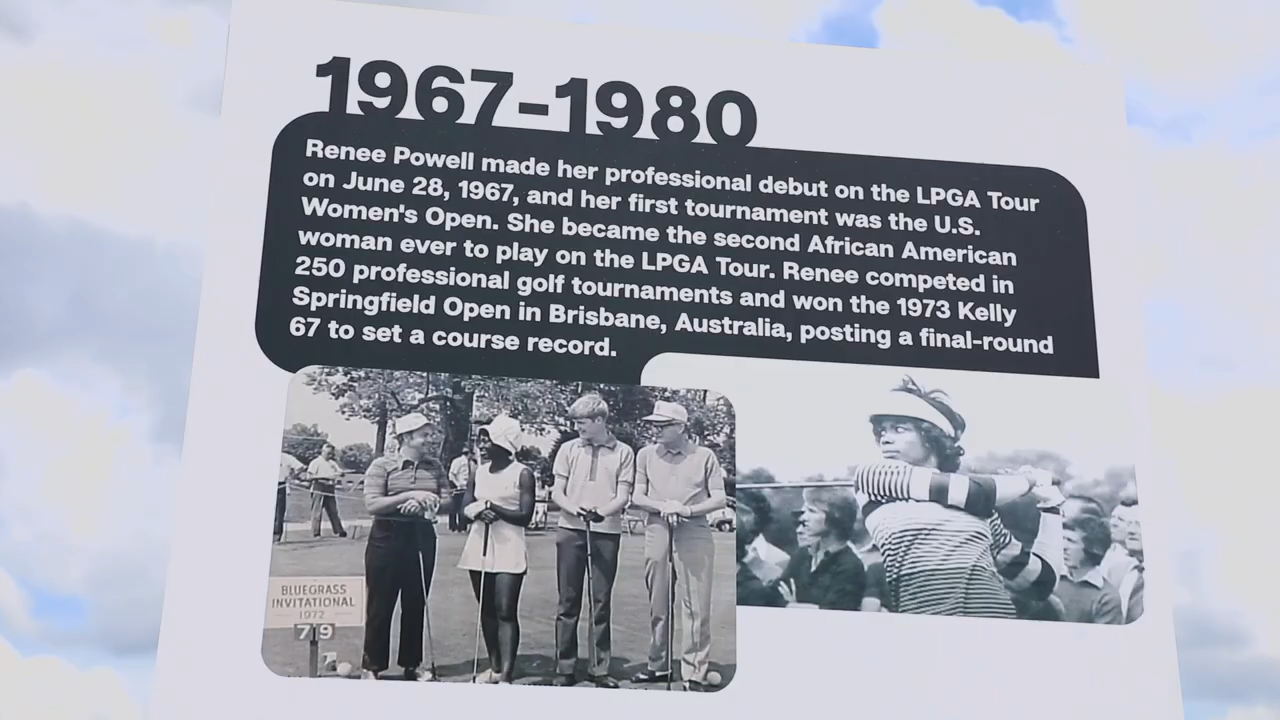 1967-1980
Renee Powell made her professional debut on the LPGA Tour
on June 28, 1967, and her first tournament was the U.S.
Women's Open. She became the second African American
woman ever to play on the LPGA Tour. Renee competed in
250 professional golf tournaments and won the 1973 Kelly
Springfield Open in Brisbane, Australia, posting a final-round
67 to set a course record.
BLUEGRASS
INVITATIONAL
1972
79